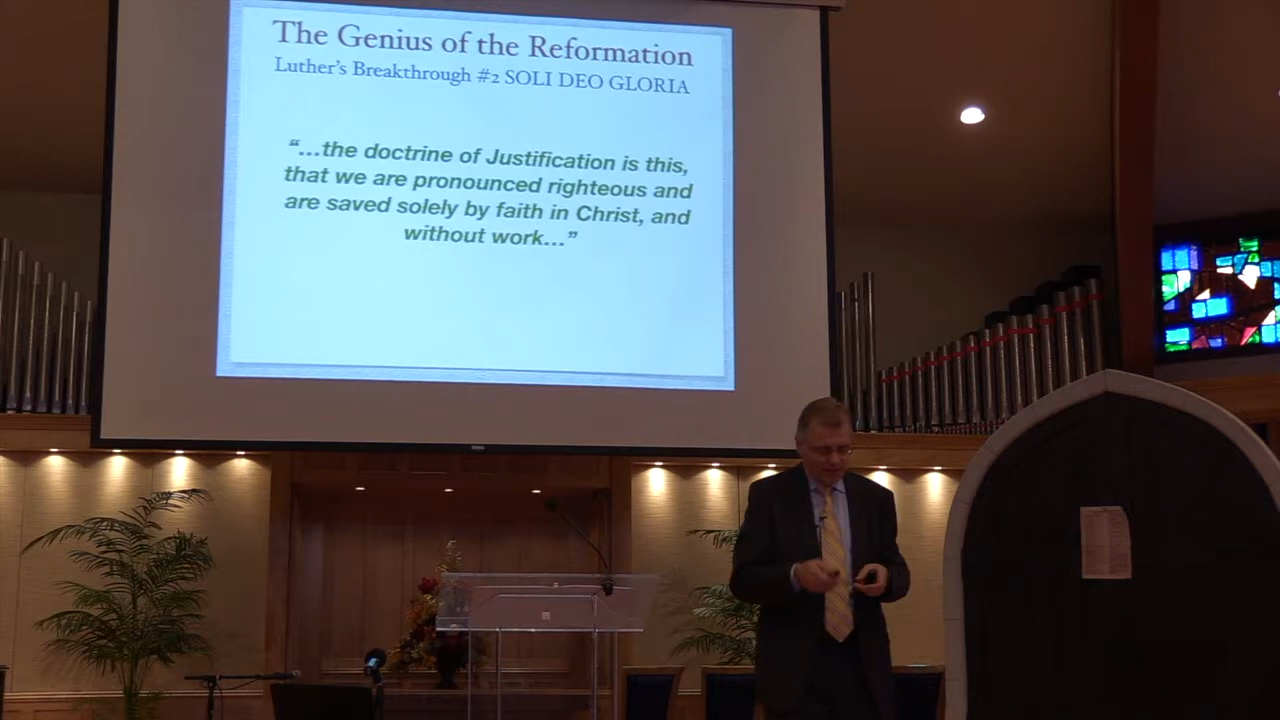 The Genius of the Reformation
Luther's Breakthrough #2 SOLI DEO GLORIA
“...the doctrine of Justification is this,
that we are pronounced righteous and
are saved solely by faith in Christ, and
without work...”